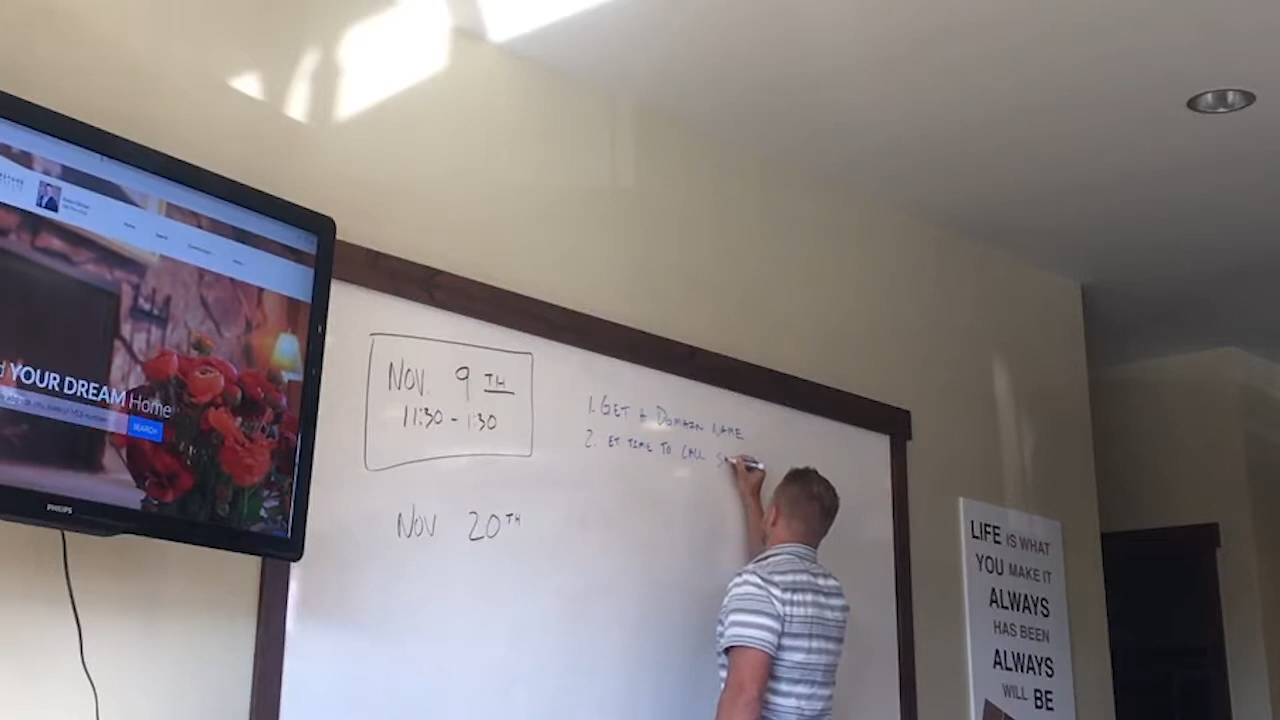 YOUR DREAM Home
SEARCH
PHILIPS
NOV. 9 TH
11:30 - 1:30
NOV 20TH
1. GET A DOMAIN NAME
2. ET TIME TO CALL
LIFE IS WHAT
YOU MAKE IT
ALWAYS
HAS BEEN
ALWAYS
WILL BE